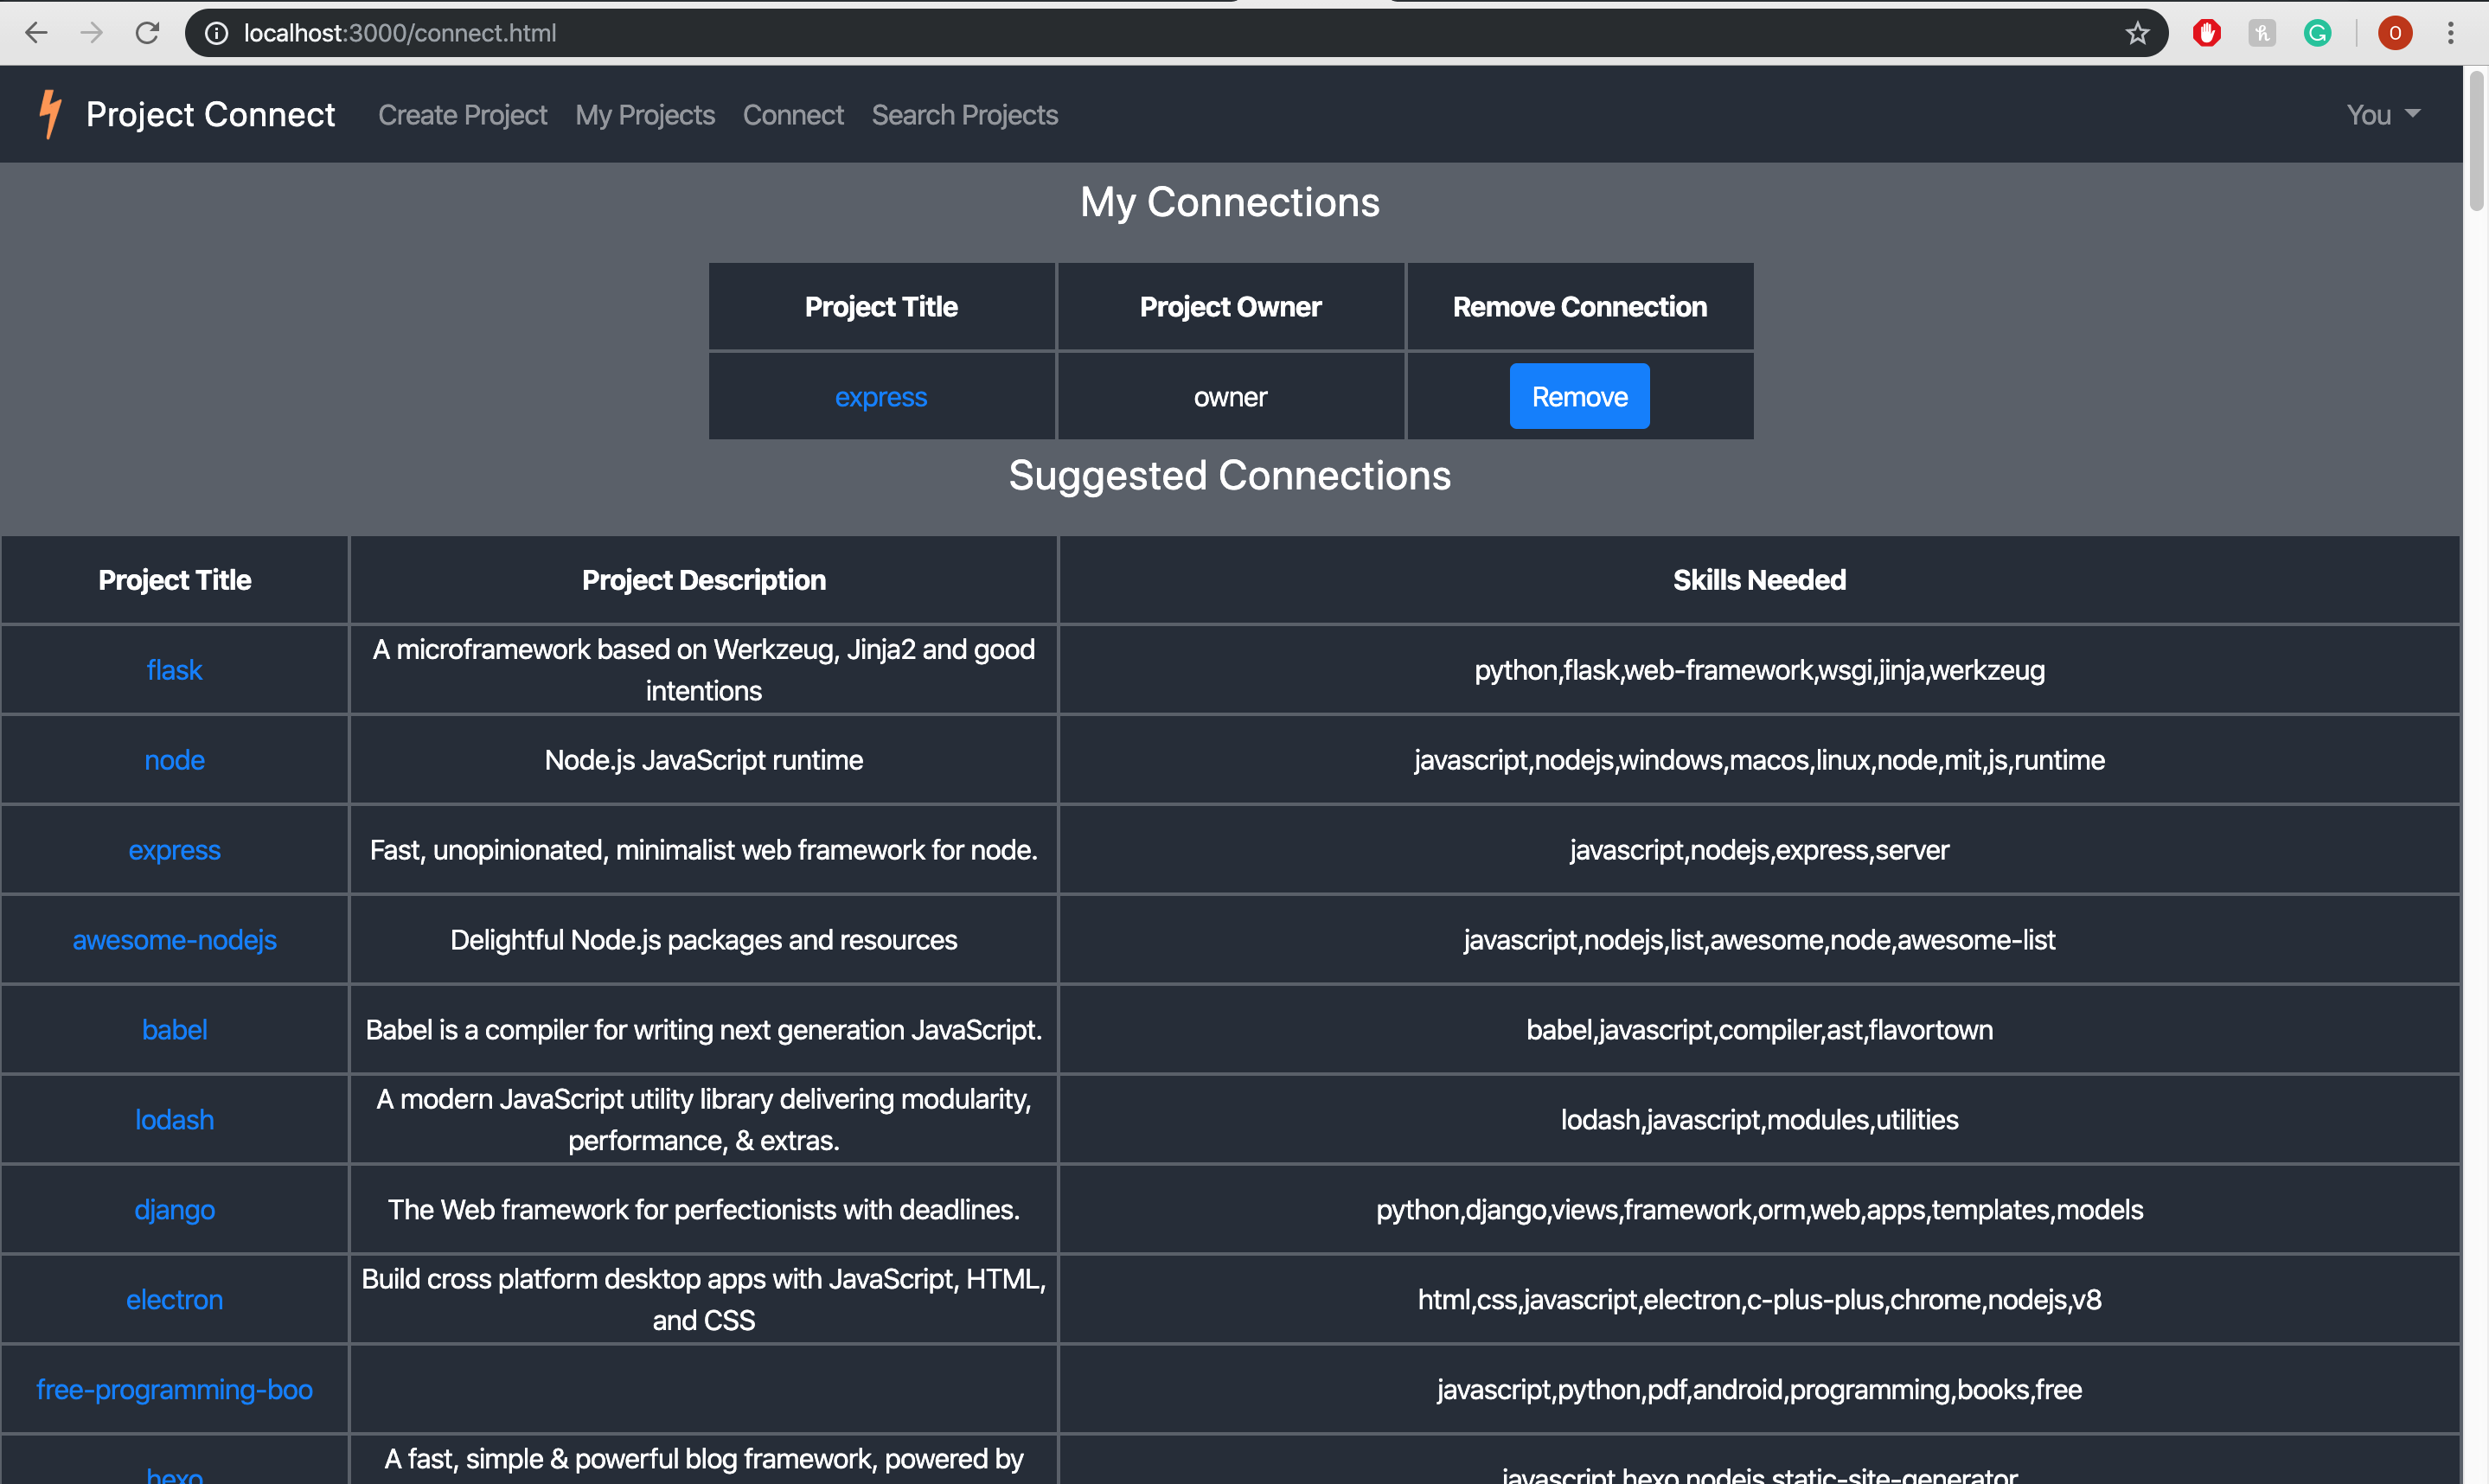 localhost:3000/connect.html
O
Project Connect Create Project My Projects Connect Search Projects You
My Connections
Project Title Project Owner Remove Connection
express owner Remove
Suggested Connections
Project Title Project Description Skills Needed
flask A microframework based on Werkzeug, Jinja2 and good
intentions python,flask,web-framework,wsgi,jinja,werkzeug
node Node.js JavaScript runtime javascript,nodejs,windows,macos,linux,node,mit,js,runtime
express Fast, unopinionated, minimalist web framework for node. javascript,nodejs,express,server
awesome-nodejs Delightful Node.js packages and resources javascript,nodejs,list,awesome,node,awesome-list
babel Babel is a compiler for writing next generation JavaScript. babel,javascript,compiler,ast,flavortown
lodash A modern JavaScript utility library delivering modularity,
performance, & extras. lodash,javascript,modules,utilities
django The Web framework for perfectionists with deadlines. python,django,views,framework,orm,web,apps,templates,models
electron Build cross platform desktop apps with JavaScript, HTML,
and CSS html,css,javascript,electron,c-plus-plus,chrome,nodejs,v8
free-programming-boo javascript,python,pdf,android,programming,books,free
hexo A fast, simple & powerful blog framework, powered by
javascript,hexo,nodejs,static-site-generator